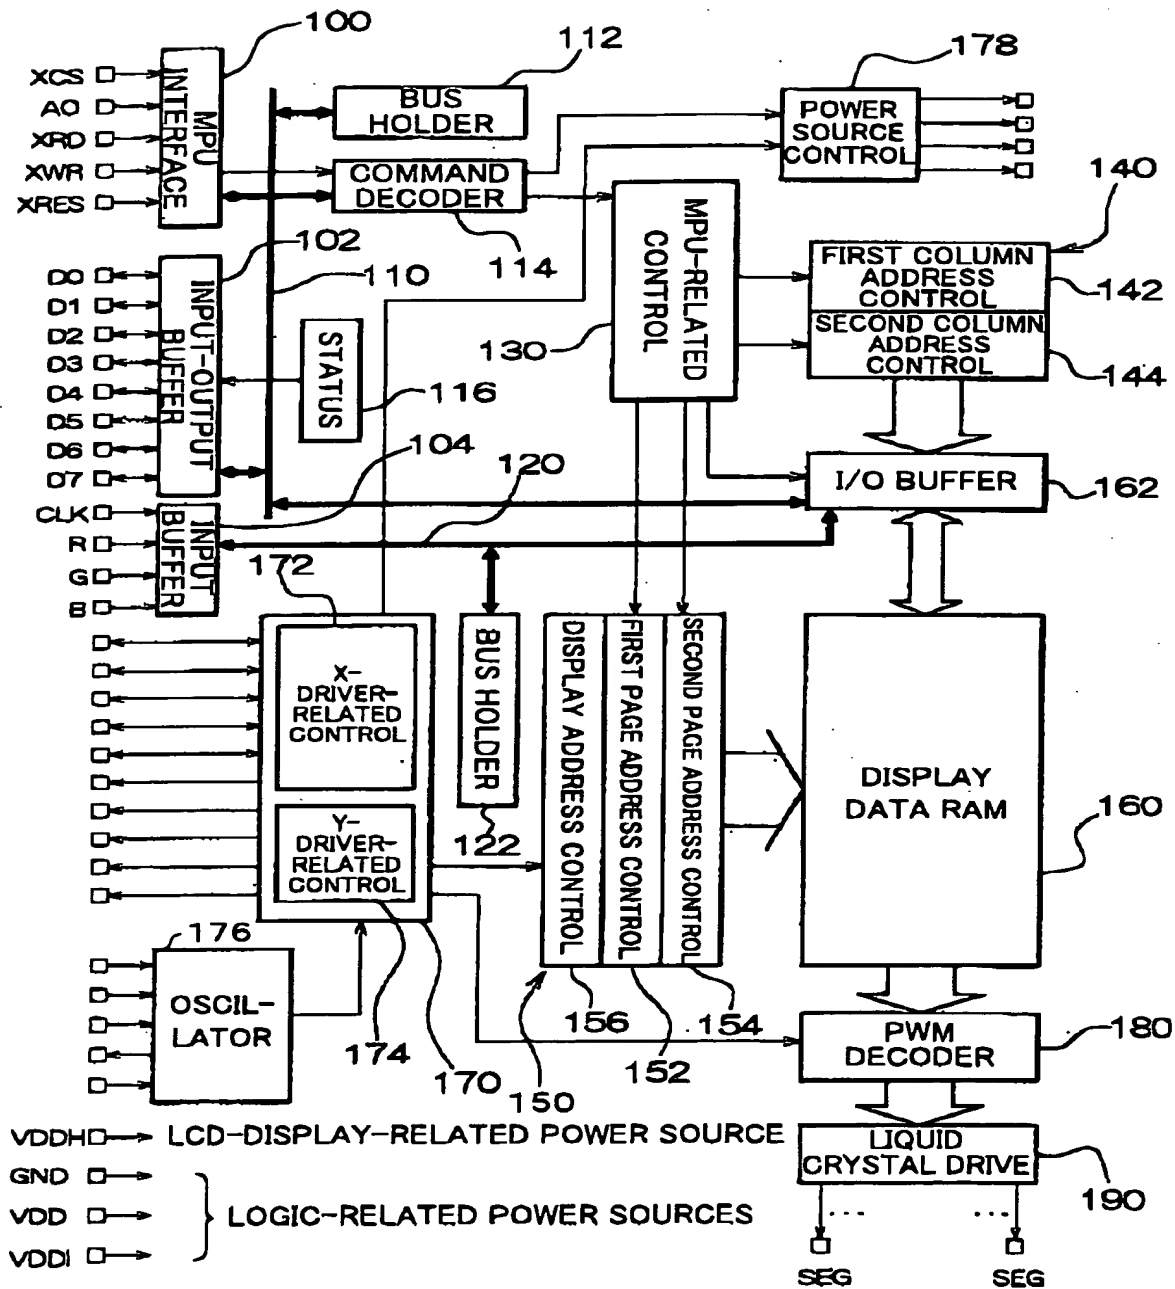 100
XCS
A0
XRD
XWR
XRES
MPU
INTERFACE
112
BUS
HOLDER
COMMAND
DECODER
114
178
POWER
SOURCE
CONTROL
140
FIRST COLUMN
ADDRESS
CONTROL
142
SECOND COLUMN
ADDRESS
CONTROL
144
MPU-RELATED
CONTROL
130
102
110
D0
D1
D2
D3
D4
D5
D6
D7
INPUT-OUTPUT
BUFFER
STATUS
116
104
120
I/O BUFFER
162
CLK
R
G
B
INPUT
BUFFER
172
X-
DRIVER-
RELATED
CONTROL
Y-
DRIVER-
RELATED
CONTROL
BUS HOLDER
122
DISPLAY ADDRESS CONTROL
FIRST PAGE ADDRESS CONTROL
SECOND PAGE ADDRESS CONTROL
DISPLAY
DATA RAM
160
176
OSCIL-
LATOR
174
170
150
156
152
154
PWM
DECODER
180
LIQUID
CRYSTAL DRIVE
190
VDDH
LCD-DISPLAY-RELATED POWER SOURCE
GND
VDD
VDDI
LOGIC-RELATED POWER SOURCES
... ...
SEG
SEG